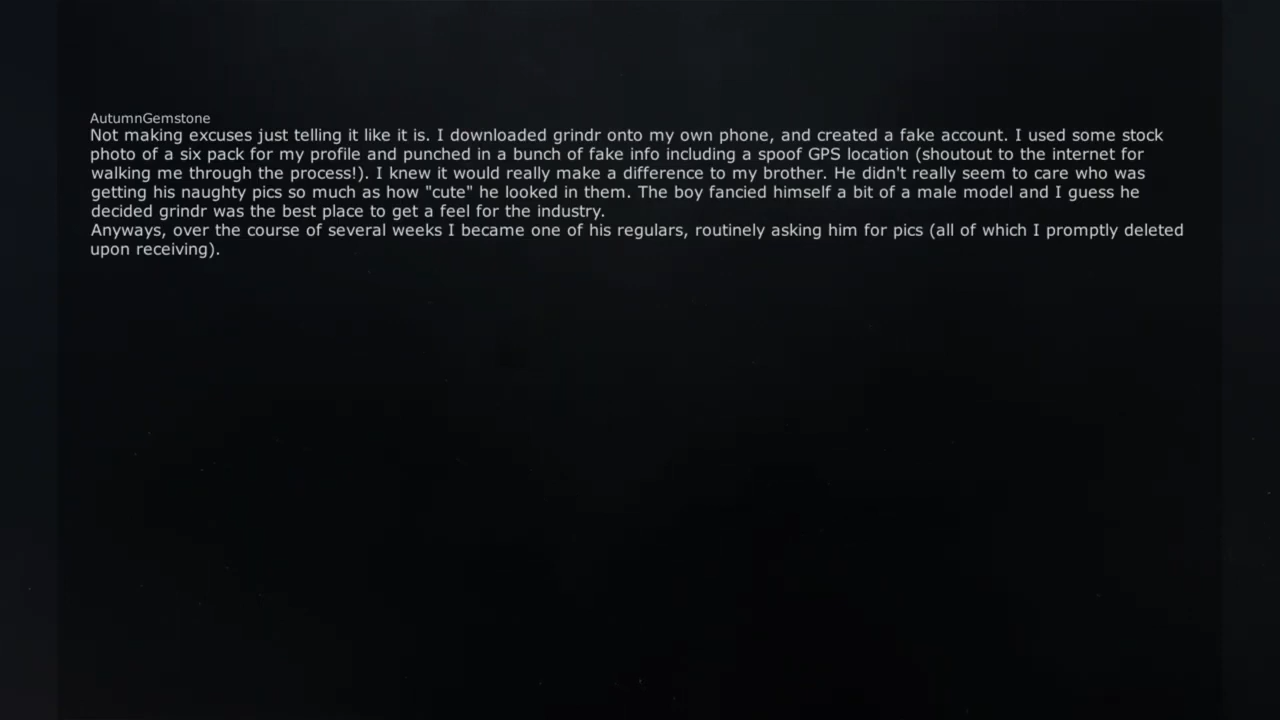 AutumnGemstone
Not making excuses just telling it like it is. I downloaded grindr onto my own phone, and created a fake account. I used some stock
photo of a six pack for my profile and punched in a bunch of fake info including a spoof GPS location (shoutout to the internet for
walking me through the process!). I knew it would really make a difference to my brother. He didn't really seem to care who was
getting his naughty pics so much as how "cute" he looked in them. The boy fancied himself a bit of a male model and I guess he
decided grindr was the best place to get a feel for the industry.
Anyways, over the course of several weeks I became one of his regulars, routinely asking him for pics (all of which I promptly deleted
upon receiving).